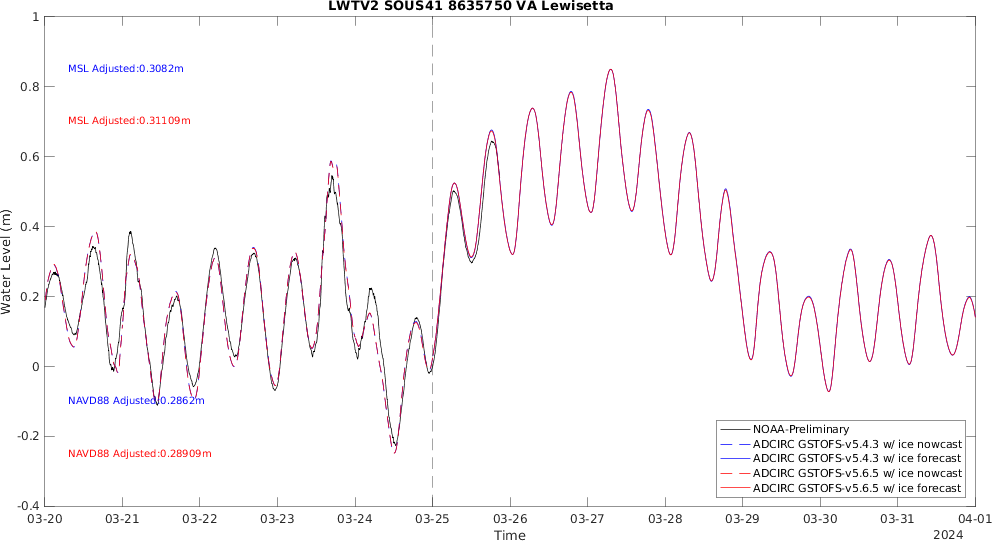 LWTV2 SOUS41 8635750 VA Lewisetta
MSL Adjusted:0.3082m
MSL Adjusted:0.31109m
NAVD88 Adjusted:0.2862m
NAVD88 Adjusted:0.28909m
Water Level (m)
1
0.8
0.6
0.4
0.2
0
-0.2
-0.4
NOAA-Preliminary
ADCIRC GSTOFS-v5.4.3 w/ ice nowcast
ADCIRC GSTOFS-v5.4.3 w/ ice forecast
ADCIRC GSTOFS-v5.6.5 w/ ice nowcast
ADCIRC GSTOFS-v5.6.5 w/ ice forecast
03-20 03-21 03-22 03-23 03-24 03-25 03-26 03-27 03-28 03-29 03-30 03-31 04-01
Time
2024